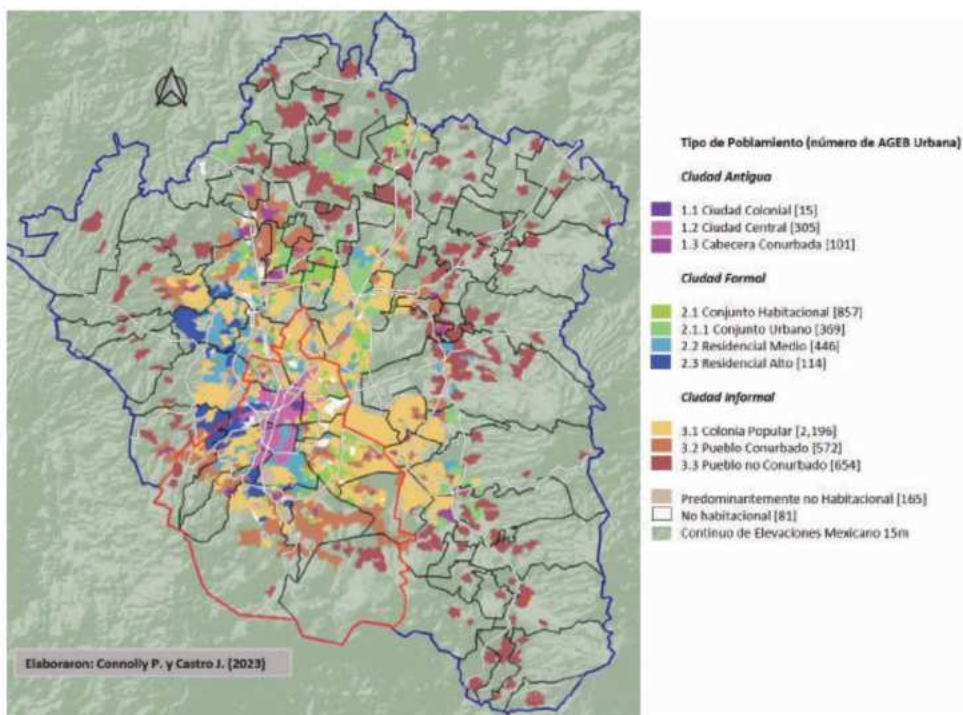 Tipo de Poblamiento (número de AGEB Urbana)
Ciudad Antigua
1.1 Ciudad Colonial [15]
1.2 Ciudad Central [305]
1.3 Cabecera Conurbada [101]
Ciudad Formal
2.1 Conjunto Habitacional [857]
2.1.1 Conjunto Urbano [369]
2.2 Residencial Medio [446]
2.3 Residencial Alto [114]
Ciudad Informal
3.1 Colonia Popular [2,196]
3.2 Pueblo Conurbado [572]
3.3 Pueblo no Conurbado [654]
Predominantemente no Habitacional [165]
No habitacional [81]
Continuo de Elevaciones Mexicano 15m
Elaboraron: Connolly P. y Castro J. (2023)